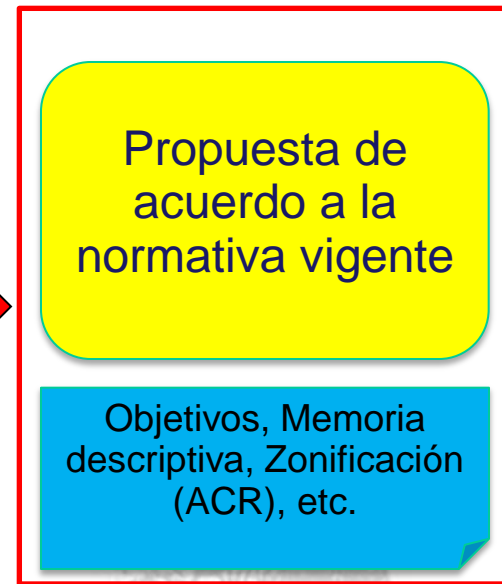 Propuesta de
acuerdo a la
normativa vigente
Objetivos, Memoria
descriptiva, Zonificación
(ACR), etc.